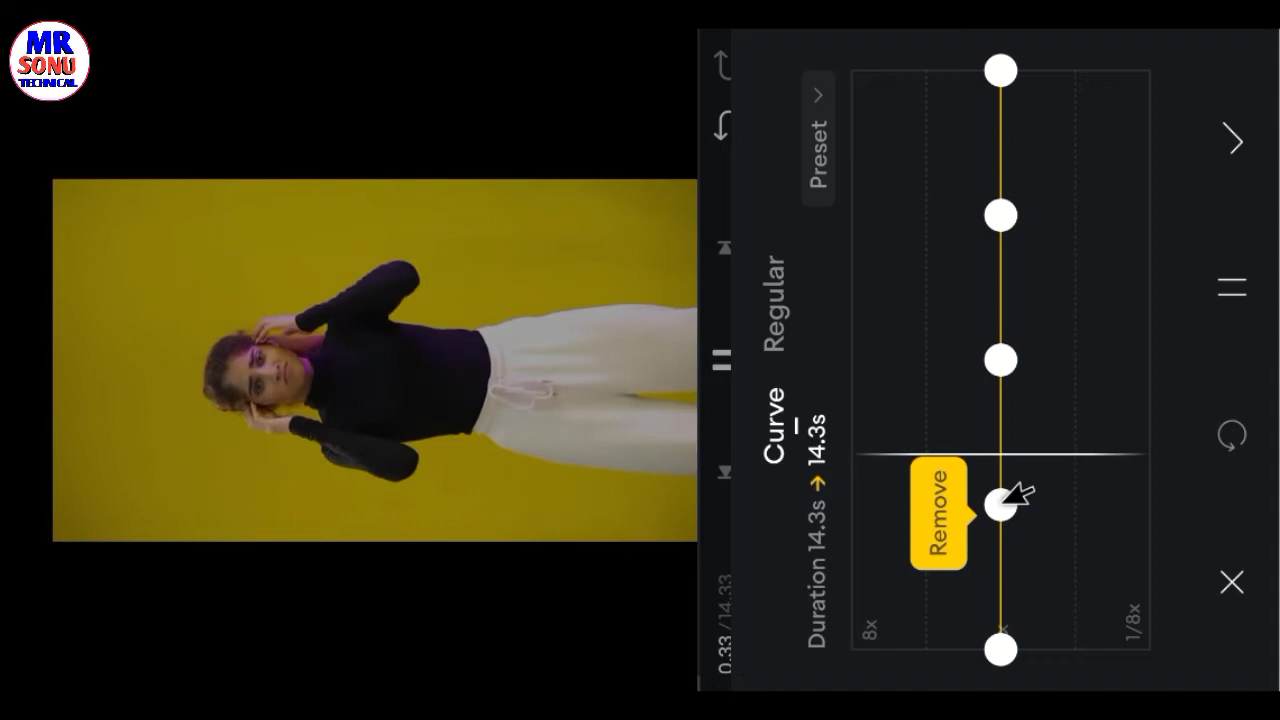 MR
SONU
TECHNICAL
0.33 / 14.33
Curve
Regular
Duration 14.3s → 14.3s
Preset
8x
1/8x
Remove